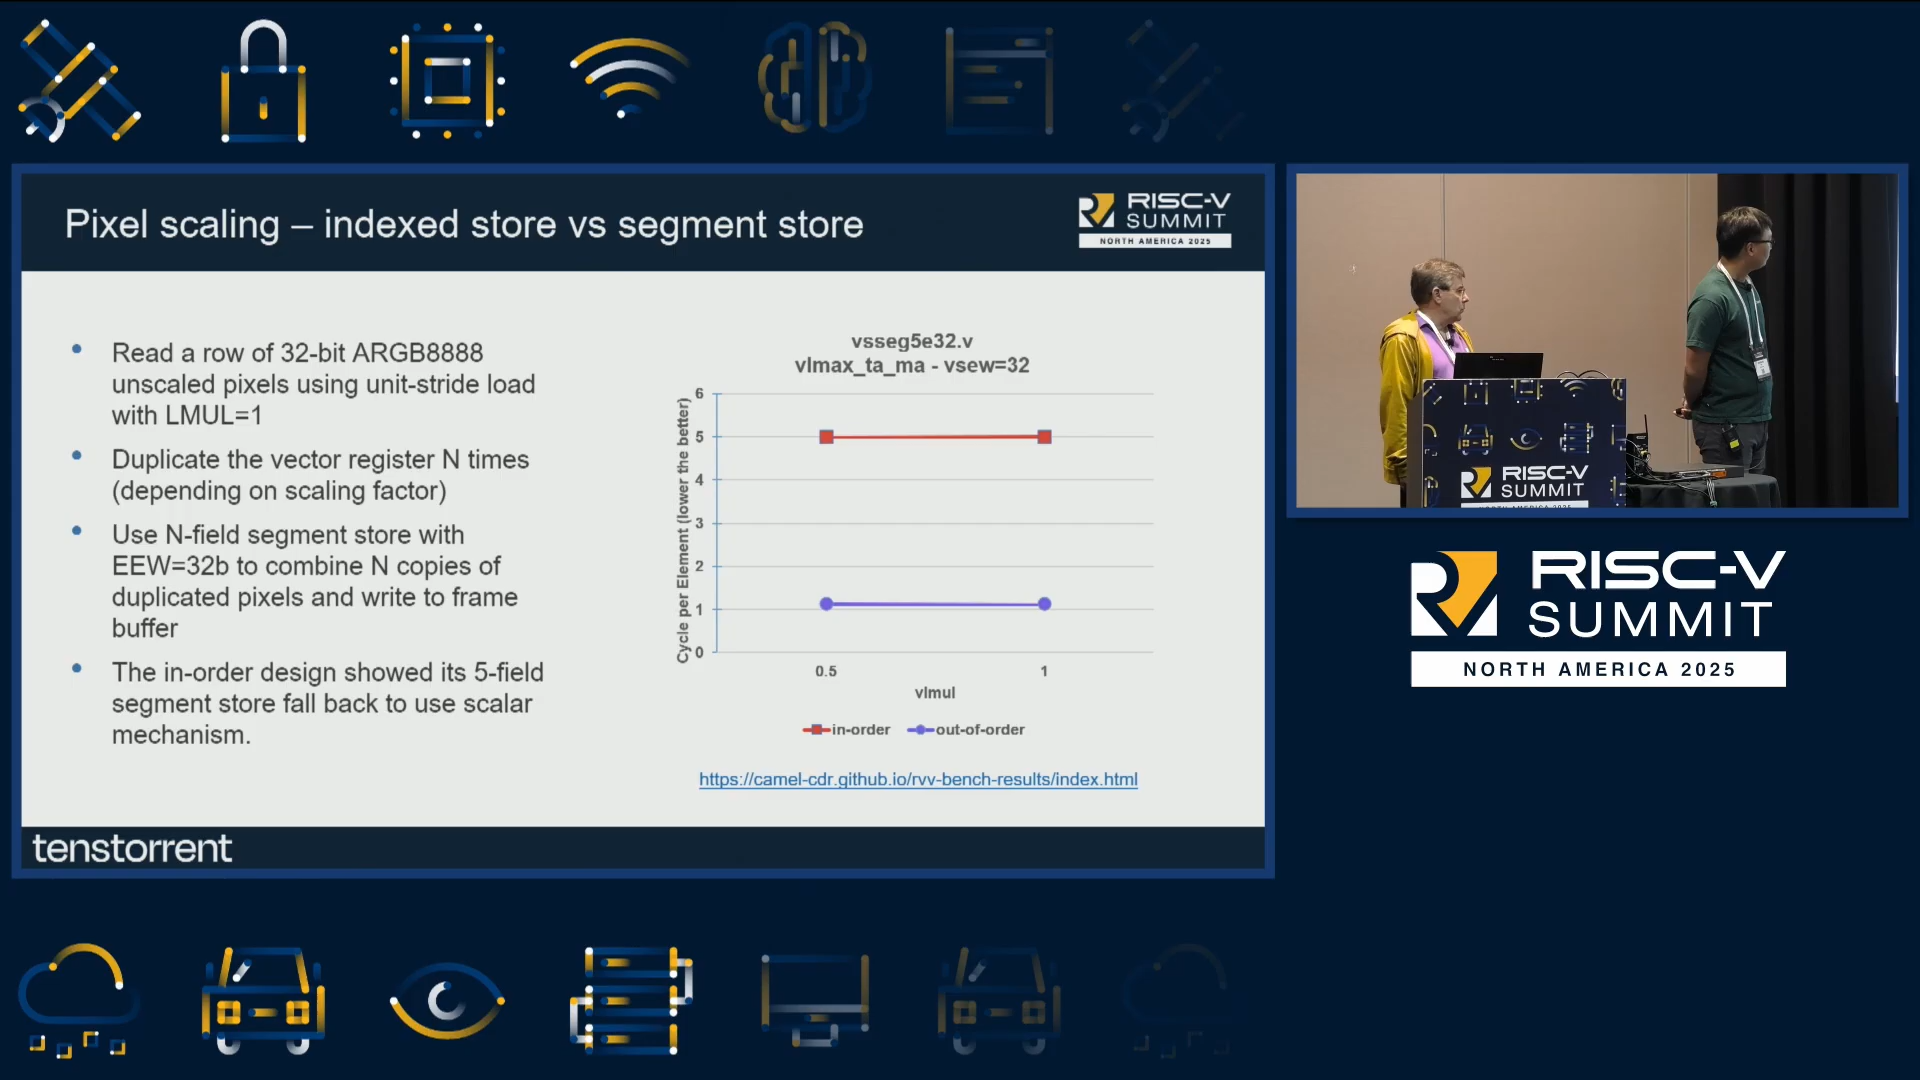 Pixel scaling – indexed store vs segment store
RISC-V
SUMMIT
NORTH AMERICA 2025
Read a row of 32-bit ARGB8888
unscaled pixels using unit-stride load
with LMUL=1
Duplicate the vector register N times
(depending on scaling factor)
Use N-field segment store with
EEW=32b to combine N copies of
duplicated pixels and write to frame
buffer
The in-order design showed its 5-field
segment store fall back to use scalar
mechanism.
vsseg5e32.v
vlmax_ta_ma - vsew=32
Cycle per Element (lower the better)
6
5
4
3
2
1
0
0.5 1
vlmul
in-order out-of-order
https://camel-cdr.github.io/rvv-bench-results/index.html
tenstorrent
RISC-V
SUMMIT
RISC-V
SUMMIT
NORTH AMERICA 2025